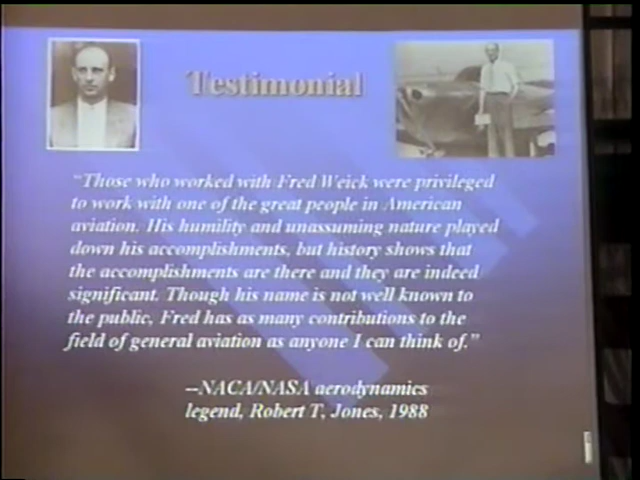 Testimonial
"Those who worked with Fred Weick were privileged
to work with one of the great people in American
aviation. His humility and unassuming nature played
down his accomplishments, but history shows that
the accomplishments are there and they are indeed
significant. Though his name is not well known to
the public, Fred has as many contributions to the
field of general aviation as anyone I can think of."
--NACA/NASA aerodynamics
legend, Robert T. Jones, 1988